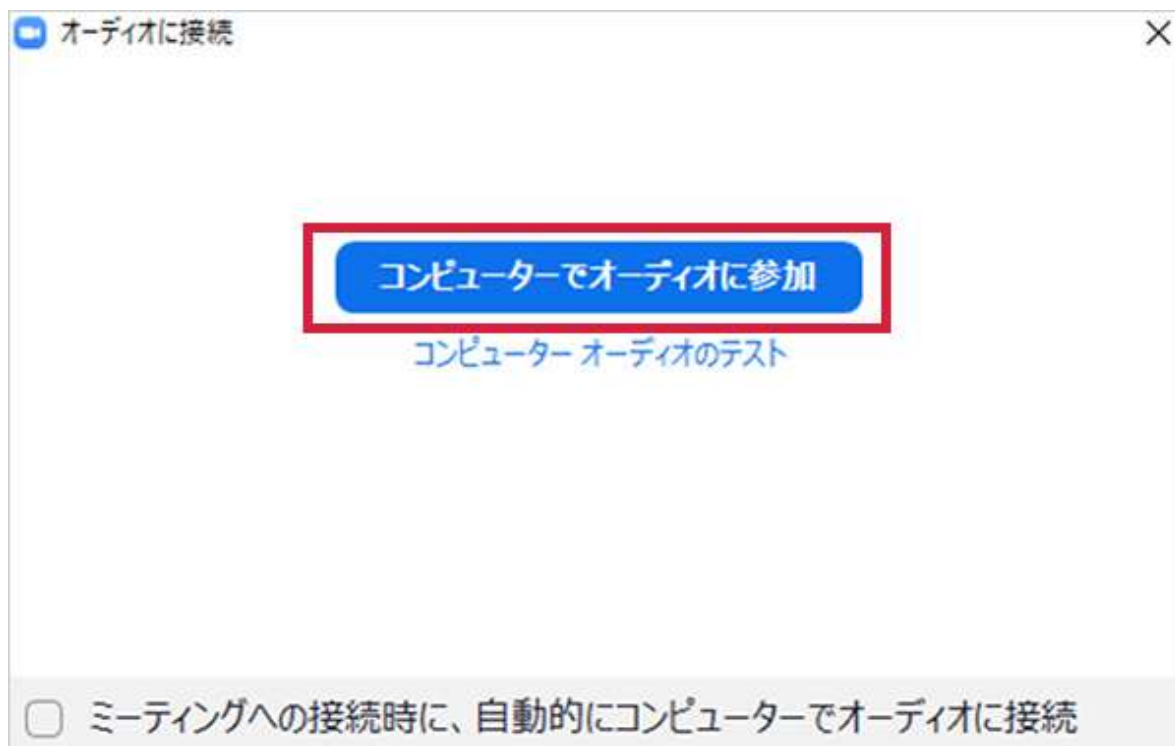 オーディオに接続
コンピューターでオーディオに参加
コンピューター オーディオのテスト
ミーティングへの接続時に、自動的にコンピューターでオーディオに接続